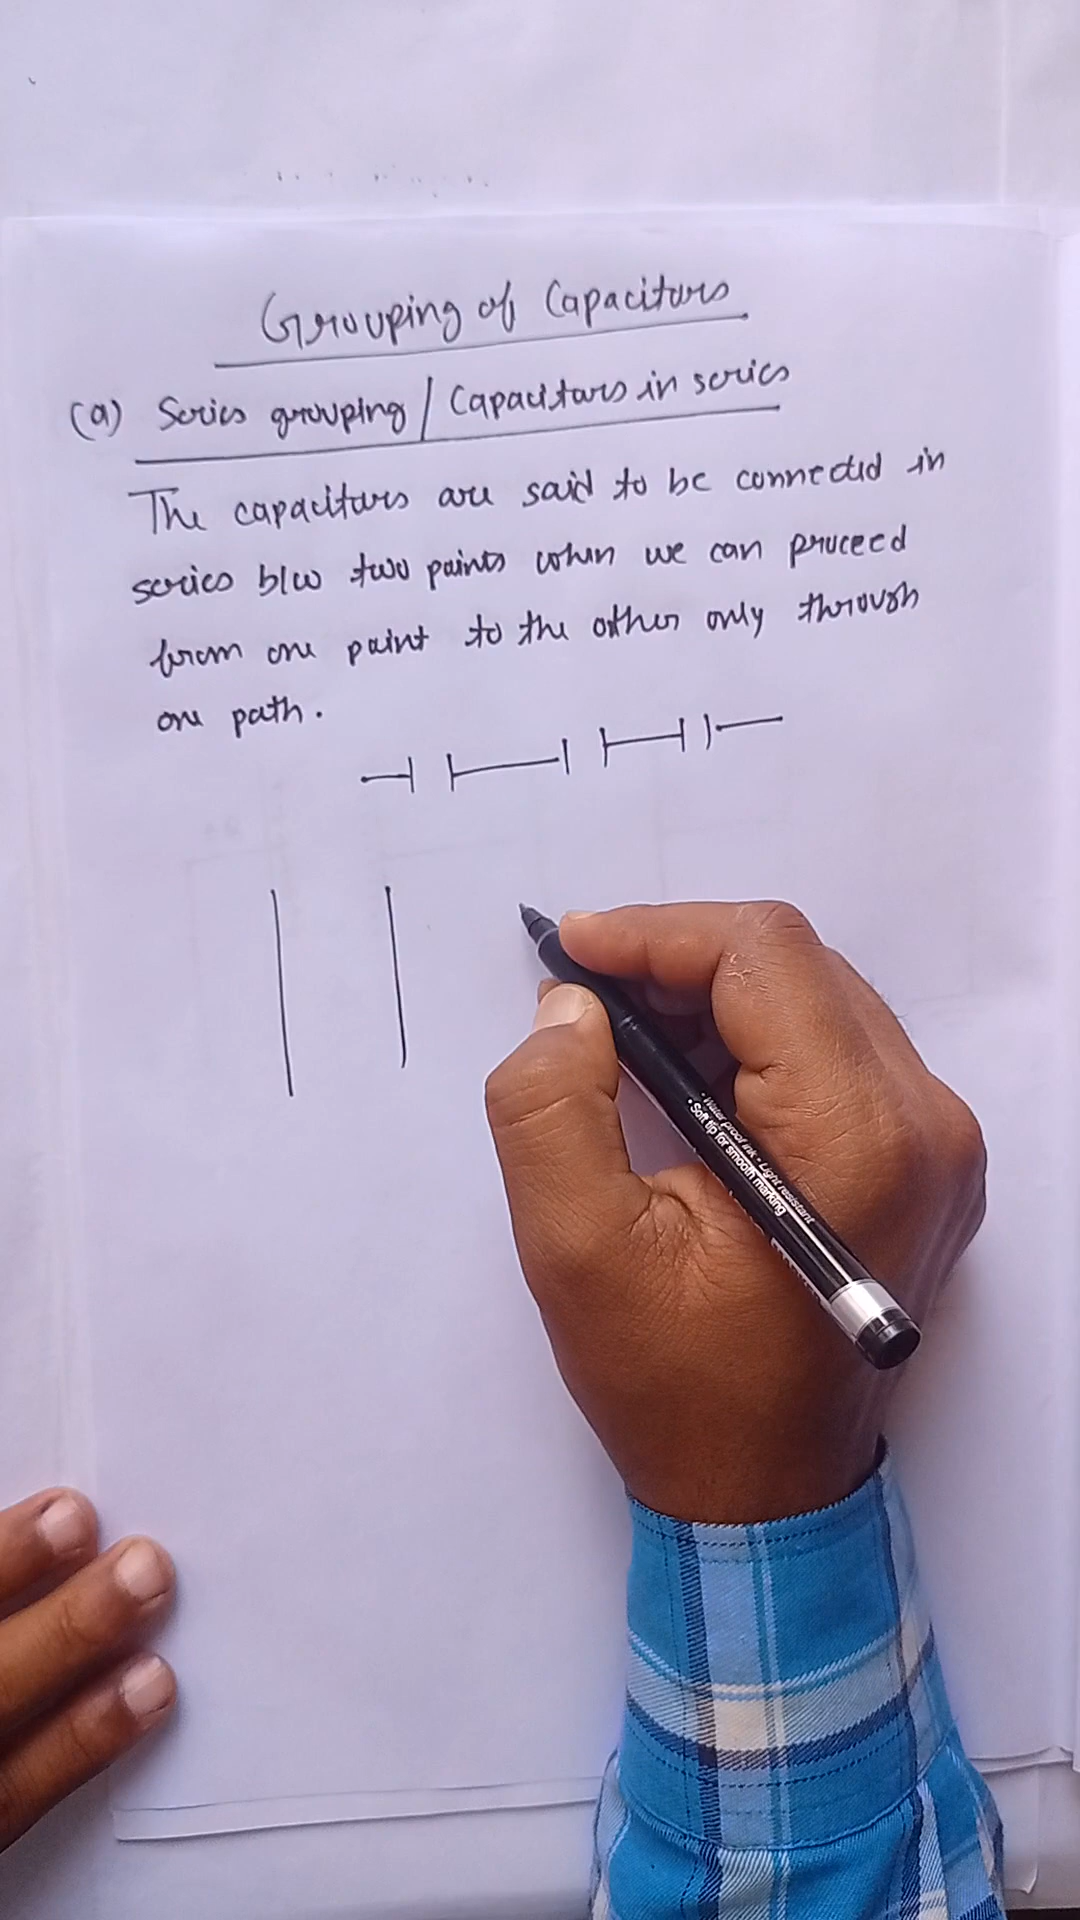 Grouping of Capacitors
(a) Series grouping / Capacitors in series
The capacitors are said to be connected in
series b/w two points when we can proceed
from one point to the other only through
one path.
• Water proof ink • Light resistant
• Soft tip for smooth marking